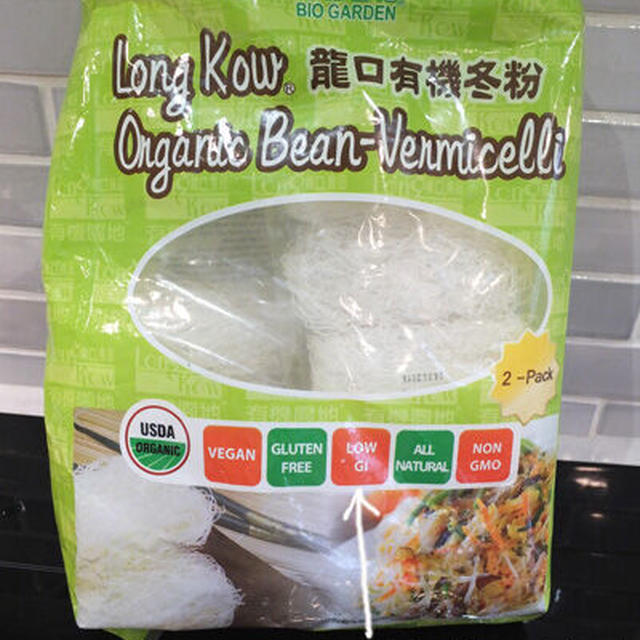 BIO GARDEN
Long Kow® 龍口有機冬粉
Organic Bean-Vermicelli
2-Pack
USDA
ORGANIC
VEGAN
GLUTEN
FREE
LOW
GI
ALL
NATURAL
NON
GMO